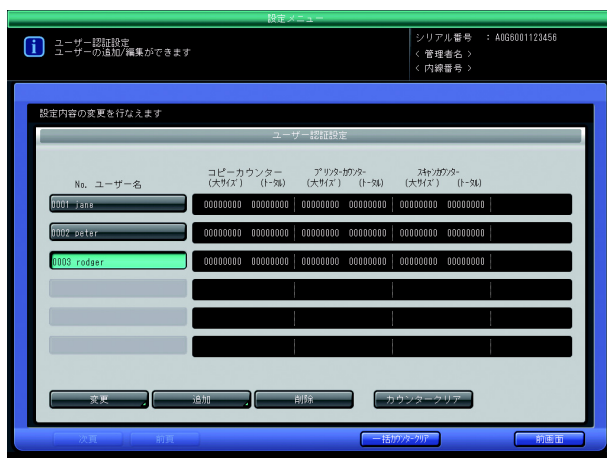 設定メニュー
ユーザー認証設定
ユーザーの追加/編集ができます
シリアル番号 : A0G6001123456
< 管理者名 >
< 内線番号 >
設定内容の変更を行なえます
ユーザー認証設定
コピーカウンター プリンターカウンター スキャンカウンター
No. ユーザー名 (大サイズ) (トータル) (大サイズ) (トータル) (大サイズ) (トータル)
0001 jane 00000000 00000000 00000000 00000000 00000000 00000000
0002 peter 00000000 00000000 00000000 00000000 00000000 00000000
0003 rodger 00000000 00000000 00000000 00000000 00000000 00000000
変更 追加 削除 カウンタークリア
次頁 前頁 一括カウンタークリア 前画面